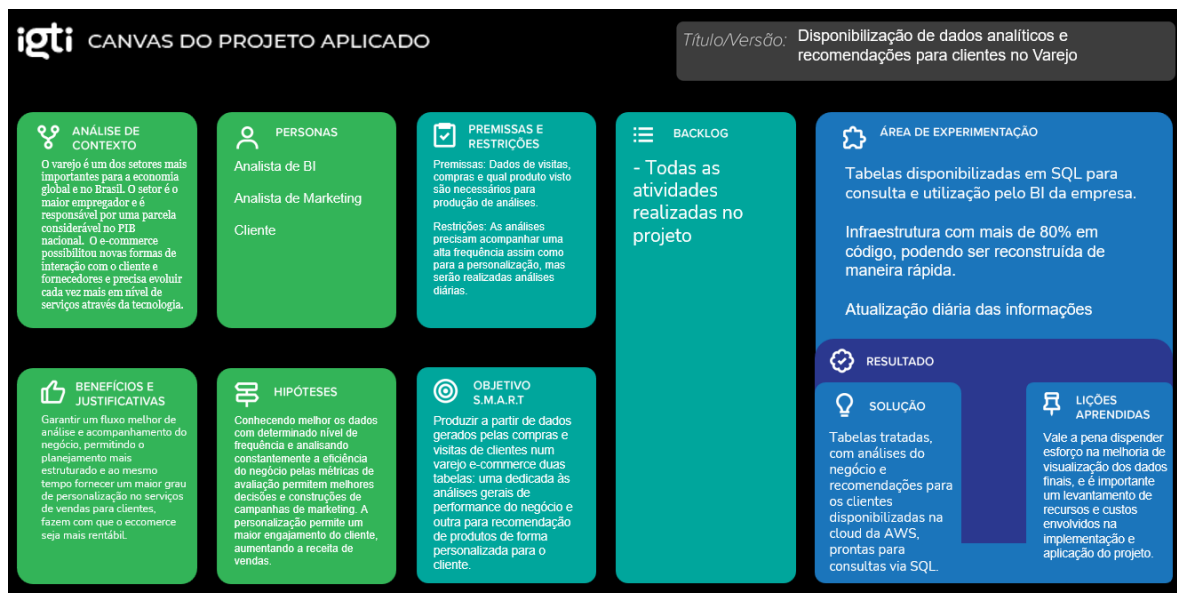 igti CANVAS DO PROJETO APLICADO
Título/Versão: Disponibilização de dados analíticos e
recomendações para clientes no Varejo
ANÁLISE DE
CONTEXTO
O varejo é um dos setores mais
importantes para a economia
global e no Brasil. O setor é o
maior empregador e é
responsável por uma parcela
considerável no PIB
nacional. O e-commerce
possibilitou novas formas de
interação com o cliente e
fornecedores e precisa evoluir
cada vez mais em nível de
serviços através da tecnologia.
PERSONAS
Analista de BI
Analista de Marketing
Cliente
PREMISSAS E
RESTRIÇÕES
Premissas: Dados de visitas,
compras e qual produto visto
são necessários para
produção de análises.
Restrições: As análises
precisam acompanhar uma
alta frequência assim como
para a personalização, mas
serão realizadas análises
diárias.
BACKLOG
- Todas as
atividades
realizadas no
projeto
ÁREA DE EXPERIMENTAÇÃO
Tabelas disponibilizadas em SQL para
consulta e utilização pelo BI da empresa.
Infraestrutura com mais de 80% em
código, podendo ser reconstruída de
maneira rápida.
Atualização diária das informações
BENEFÍCIOS E
JUSTIFICATIVAS
Garantir um fluxo melhor de
análise e acompanhamento do
negócio, permitindo o
planejamento mais
estruturado e ao mesmo
tempo fornecer um maior grau
de personalização no serviços
de vendas para clientes,
fazem com que o eccomerce
seja mais rentábil.
HIPÓTESES
Conhecendo melhor os dados
com determinado nível de
frequência e analisando
constantemente a eficiência
do negócio pelas métricas de
avaliação permitem melhores
decisões e construções de
campanhas de marketing. A
personalização permite um
maior engajamento do cliente,
aumentando a receita de
vendas.
OBJETIVO
S.M.A.R.T
Produzir a partir de dados
gerados pelas compras e
visitas de clientes num
varejo e-commerce duas
tabelas: uma dedicada às
análises gerais de
performance do negócio e
outra para recomendação
de produtos de forma
personalizada para o
cliente.
RESULTADO
SOLUÇÃO
Tabelas tratadas,
com análises do
negócio e
recomendações para
os clientes
disponibilizadas na
cloud da AWS,
prontas para
consultas via SQL.
LIÇÕES
APRENDIDAS
Vale a pena dispender
esforço na melhoria de
visualização dos dados
finais, e é importante
um levantamento de
recursos e custos
envolvidos na
implementação e
aplicação do projeto.